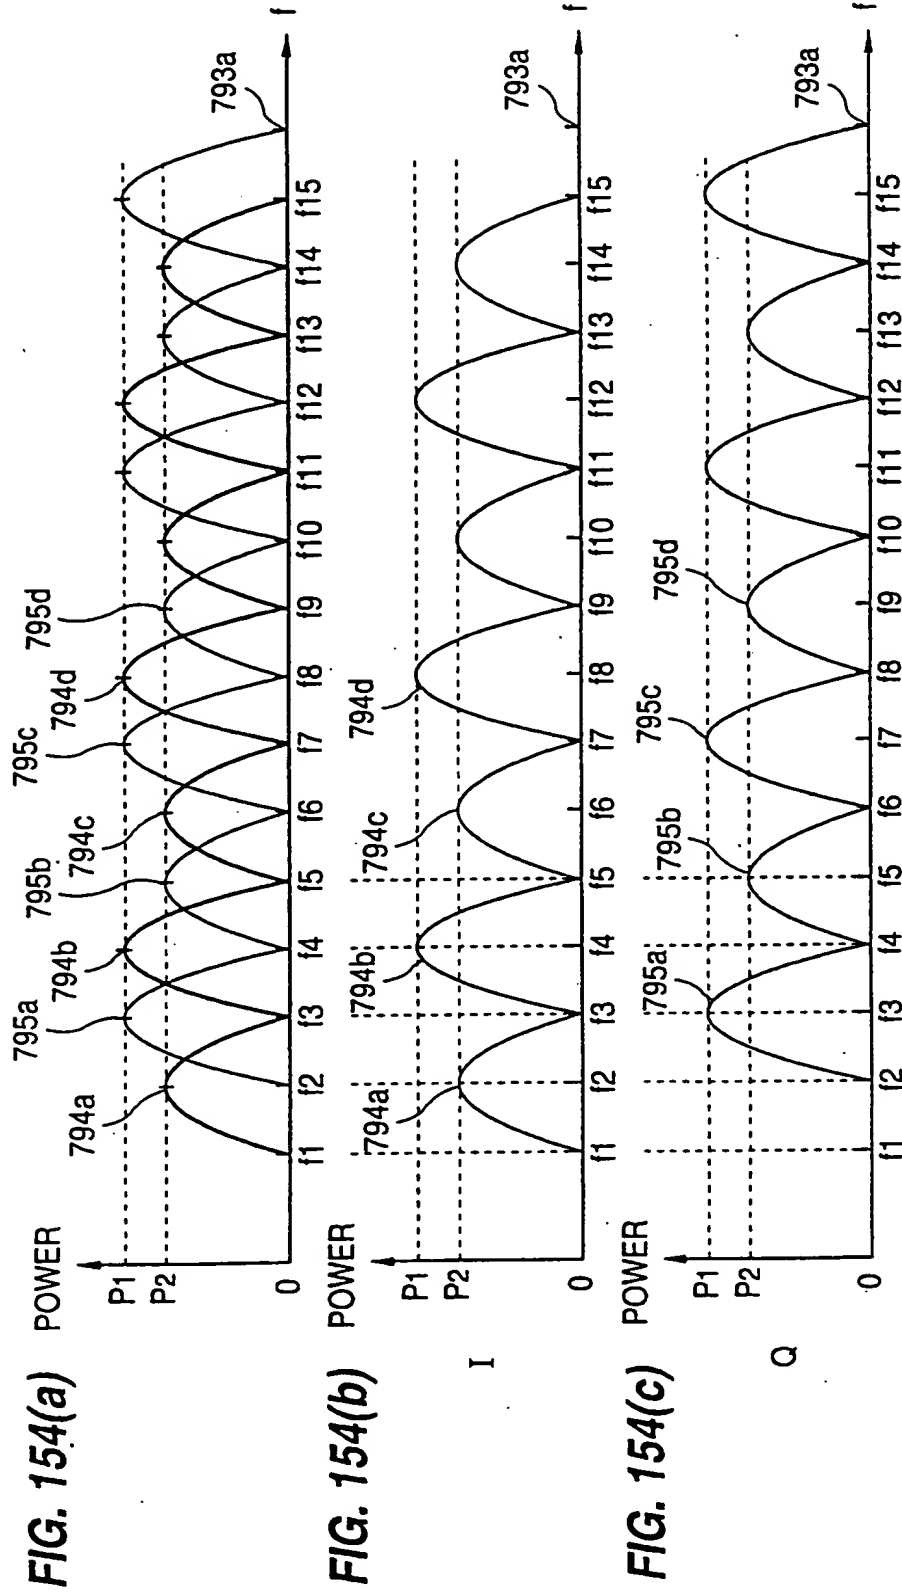 FIG. 154(a)
POWER
P1
P2
0
794a
795a
794b
795b
794c
795c
794d
795d
793a
f1 f2 f3 f4 f5 f6 f7 f8 f9 f10 f11 f12 f13 f14 f15
f
FIG. 154(b)
I
POWER
P1
P2
0
794a
794b
794c
794d
793a
f1 f2 f3 f4 f5 f6 f7 f8 f9 f10 f11 f12 f13 f14 f15
f
FIG. 154(c)
Q
POWER
P1
P2
0
795a
795b
795c
795d
793a
f1 f2 f3 f4 f5 f6 f7 f8 f9 f10 f11 f12 f13 f14 f15
f